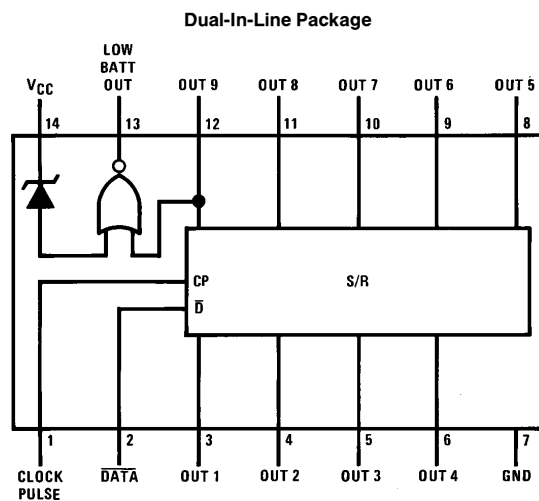 Dual-In-Line Package
LOW
BATT
VCC OUT OUT 9 OUT 8 OUT 7 OUT 6 OUT 5
14 13 12 11 10 9 8
CP S/R
D̅
1 2 3 4 5 6 7
CLOCK D̅A̅T̅A̅ OUT 1 OUT 2 OUT 3 OUT 4 GND
PULSE